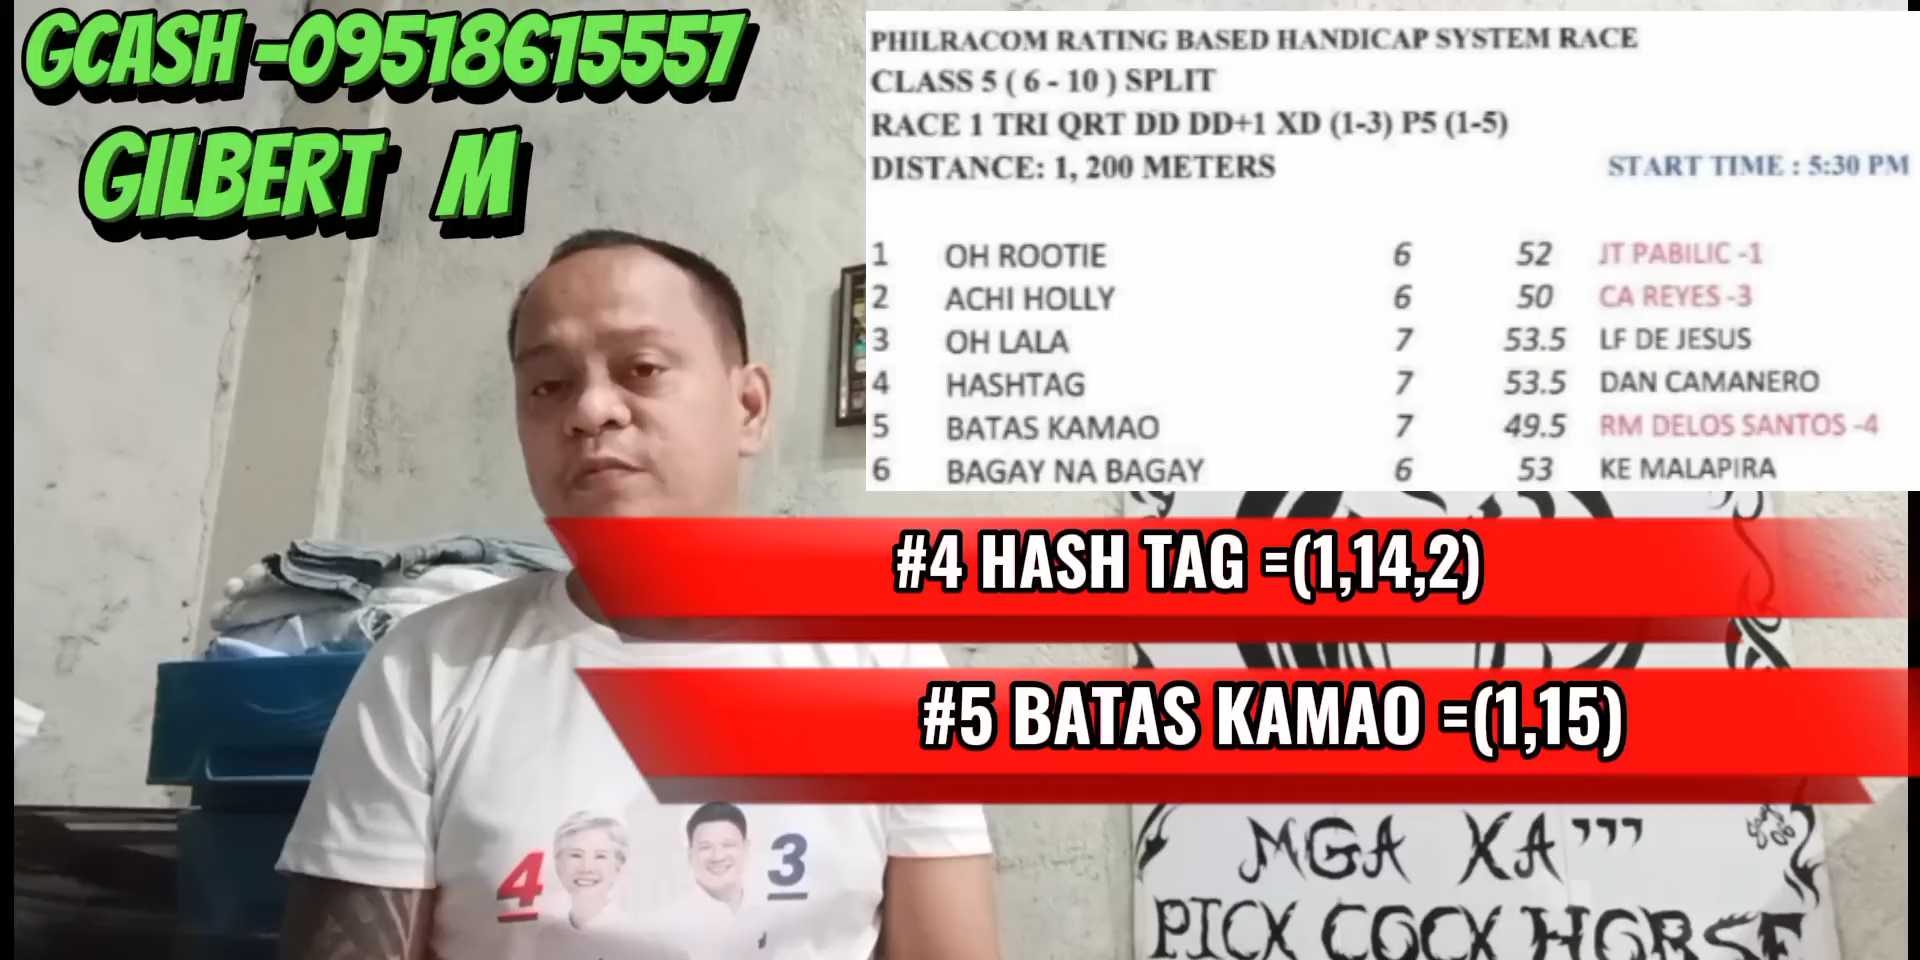 GCASH -09518615557
GILBERT M
PHILRACOM RATING BASED HANDICAP SYSTEM RACE
CLASS 5 ( 6 - 10 ) SPLIT
RACE 1 TRI QRT DD DD+1 XD (1-3) P5 (1-5)
DISTANCE: 1, 200 METERS START TIME : 5:30 PM
1 OH ROOTIE 6 52 JT PABILIC -1
2 ACHI HOLLY 6 50 CA REYES -3
3 OH LALA 7 53.5 LF DE JESUS
4 HASHTAG 7 53.5 DAN CAMANERO
5 BATAS KAMAO 7 49.5 RM DELOS SANTOS -4
6 BAGAY NA BAGAY 6 53 KE MALAPIRA
#4 HASH TAG =(1,14,2)
#5 BATAS KAMAO =(1,15)
4 3
MGA KA'''
PICK COCK HORSE